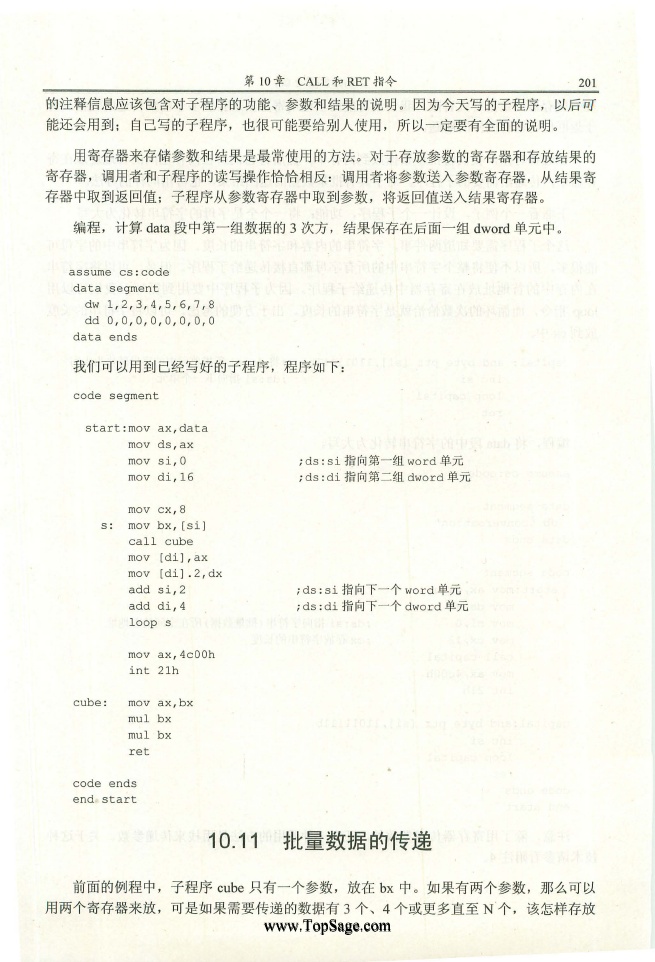 第 10 章 CALL 和 RET 指令 201
的注释信息应该包含对子程序的功能、参数和结果的说明。因为今天写的子程序，以后可
能还会用到；自己写的子程序，也很可能要给别人使用，所以一定要有全面的说明。
用寄存器来存储参数和结果是最常使用的方法。对于存放参数的寄存器和存放结果的
寄存器，调用者和子程序的读写操作恰恰相反：调用者将参数送入参数寄存器，从结果寄
存器中取到返回值；子程序从参数寄存器中取到参数，将返回值送入结果寄存器。
编程，计算 data 段中第一组数据的 3 次方，结果保存在后面一组 dword 单元中。
assume cs:code
data segment
dw 1,2,3,4,5,6,7,8
dd 0,0,0,0,0,0,0,0
data ends
我们可以用到已经写好的子程序，程序如下：
code segment
start:mov ax,data
mov ds,ax
mov si,0 ;ds:si 指向第一组 word 单元
mov di,16 ;ds:di 指向第二组 dword 单元
mov cx,8
s: mov bx,[si]
call cube
mov [di],ax
mov [di].2,dx
add si,2 ;ds:si 指向下一个 word 单元
add di,4 ;ds:di 指向下一个 dword 单元
loop s
mov ax,4c00h
int 21h
cube: mov ax,bx
mul bx
mul bx
ret
code ends
end start
10.11 批量数据的传递
前面的例程中，子程序 cube 只有一个参数，放在 bx 中。如果有两个参数，那么可以
用两个寄存器来放，可是如果需要传递的数据有 3 个、4 个或更多直至 N 个，该怎样存放
www.TopSage.com